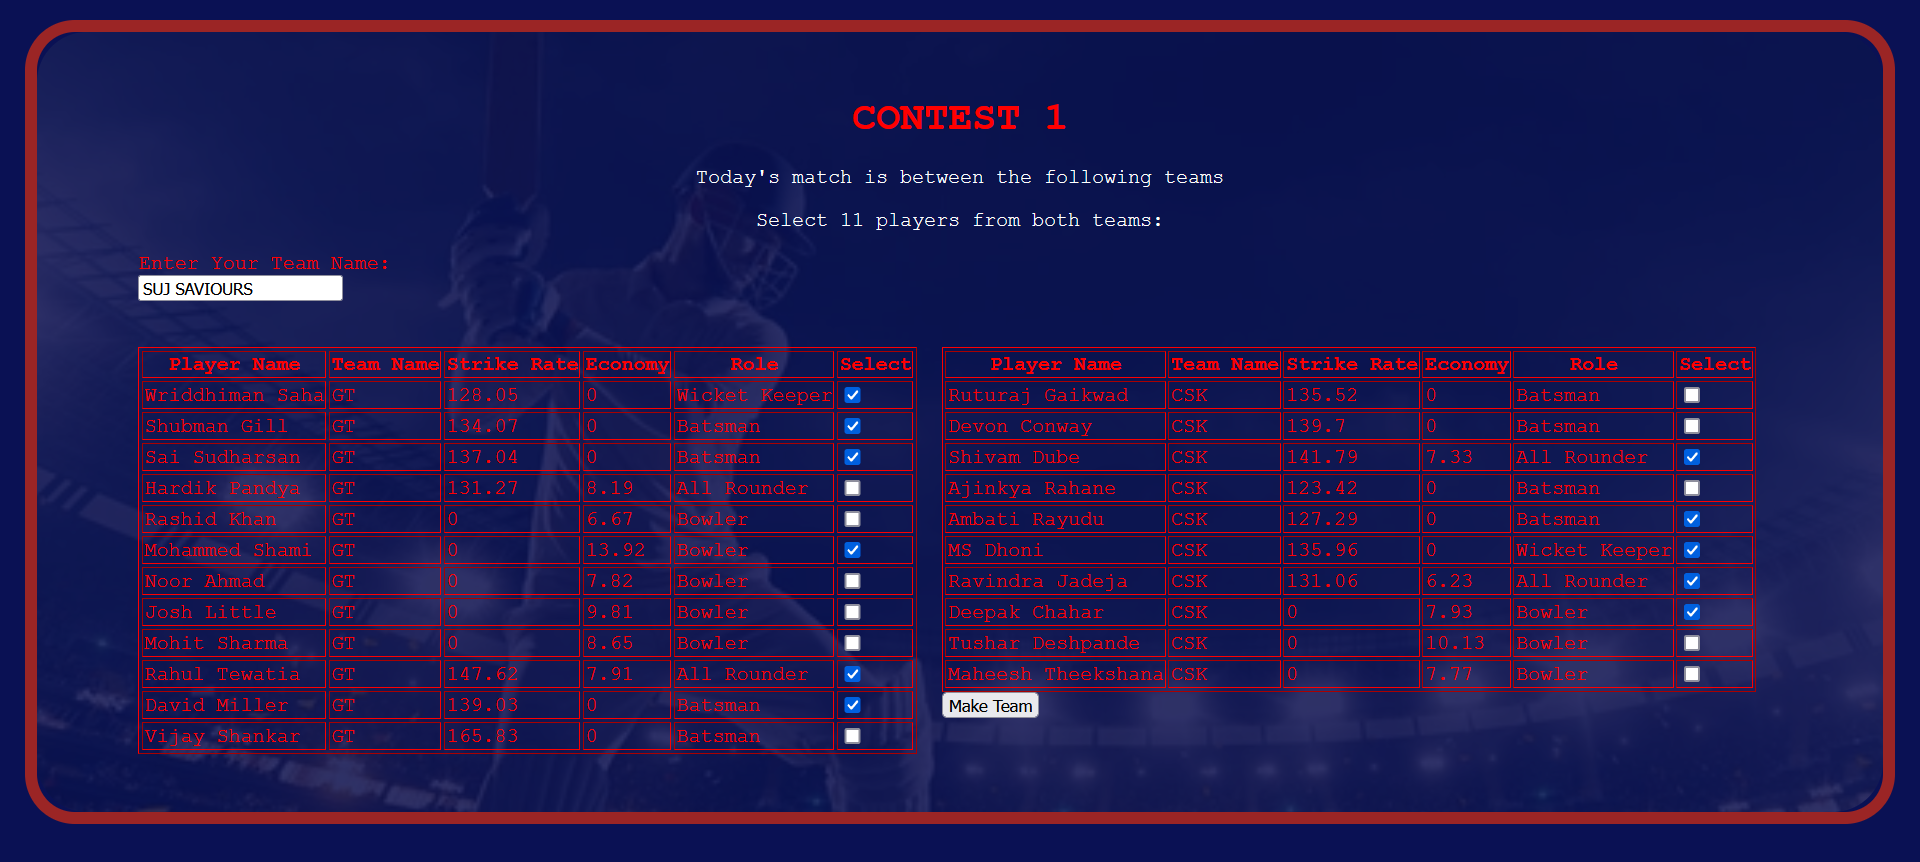 CONTEST 1
Today's match is between the following teams
Select 11 players from both teams:
Enter Your Team Name:
SUJ SAVIOURS
Player Name Team Name Strike Rate Economy Role Select
Wriddhiman Saha GT 128.05 0 Wicket Keeper
Shubman Gill GT 134.07 0 Batsman
Sai Sudharsan GT 137.04 0 Batsman
Hardik Pandya GT 131.27 8.19 All Rounder
Rashid Khan GT 0 6.67 Bowler
Mohammed Shami GT 0 13.92 Bowler
Noor Ahmad GT 0 7.82 Bowler
Josh Little GT 0 9.81 Bowler
Mohit Sharma GT 0 8.65 Bowler
Rahul Tewatia GT 147.62 7.91 All Rounder
David Miller GT 139.03 0 Batsman
Vijay Shankar GT 165.83 0 Batsman
Player Name Team Name Strike Rate Economy Role Select
Ruturaj Gaikwad CSK 135.52 0 Batsman
Devon Conway CSK 139.7 0 Batsman
Shivam Dube CSK 141.79 7.33 All Rounder
Ajinkya Rahane CSK 123.42 0 Batsman
Ambati Rayudu CSK 127.29 0 Batsman
MS Dhoni CSK 135.96 0 Wicket Keeper
Ravindra Jadeja CSK 131.06 6.23 All Rounder
Deepak Chahar CSK 0 7.93 Bowler
Tushar Deshpande CSK 0 10.13 Bowler
Maheesh Theekshana CSK 0 7.77 Bowler
Make Team